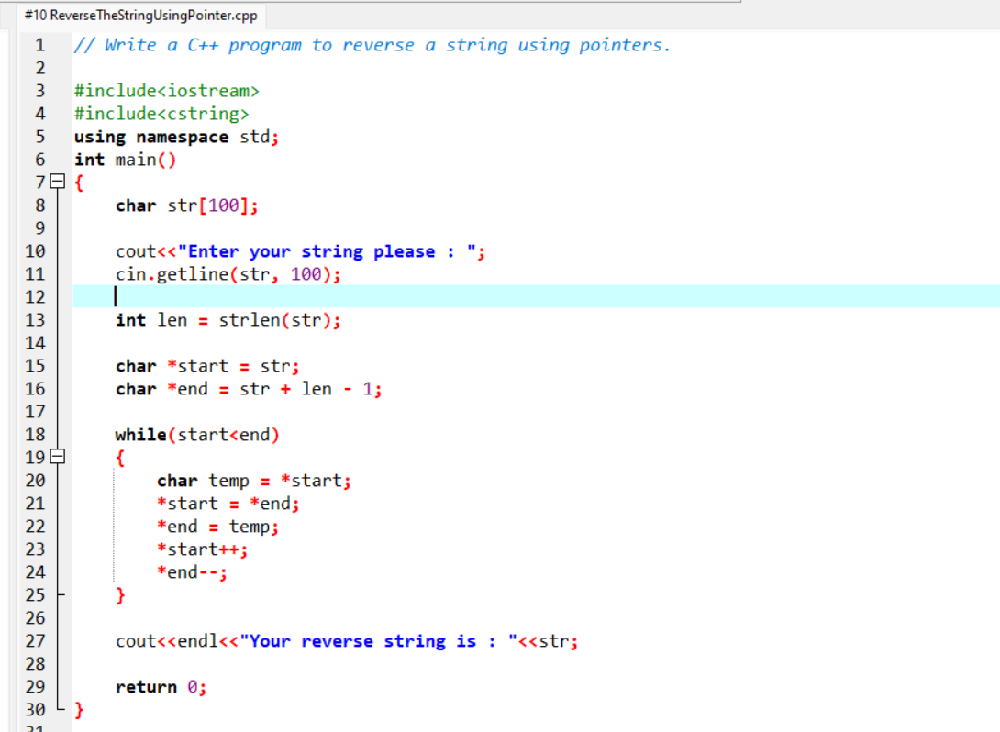 #10 ReverseTheStringUsingPointer.cpp
1 // Write a C++ program to reverse a string using pointers.
2
3 #include<iostream>
4 #include<cstring>
5 using namespace std;
6 int main()
7 {
8 char str[100];
9
10 cout<<"Enter your string please : ";
11 cin.getline(str, 100);
12
13 int len = strlen(str);
14
15 char *start = str;
16 char *end = str + len - 1;
17
18 while(start<end)
19 {
20 char temp = *start;
21 *start = *end;
22 *end = temp;
23 *start++;
24 *end--;
25 }
26
27 cout<<endl<<"Your reverse string is : "<<str;
28
29 return 0;
30 }
31